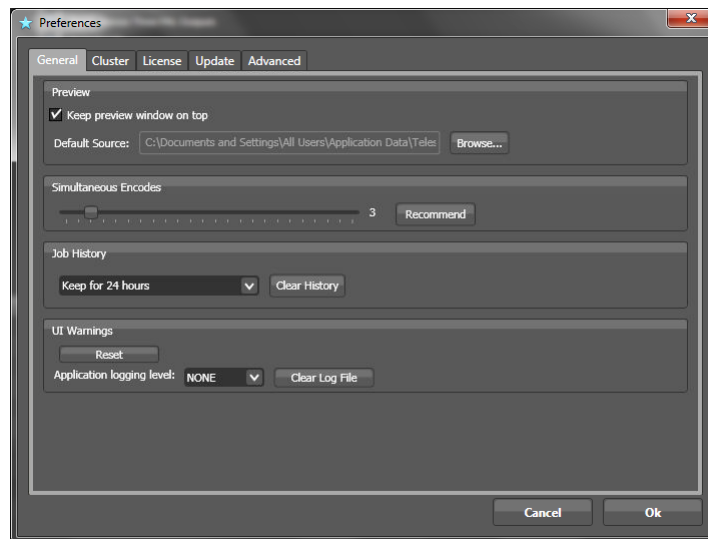 Preferences
X
General Cluster License Update Advanced
Preview
Keep preview window on top
Default Source: C:\Documents and Settings\All Users\Application Data\Teles Browse...
Simultaneous Encodes
3 Recommend
Job History
Keep for 24 hours Clear History
UI Warnings
Reset
Application logging level: NONE Clear Log File
Cancel Ok